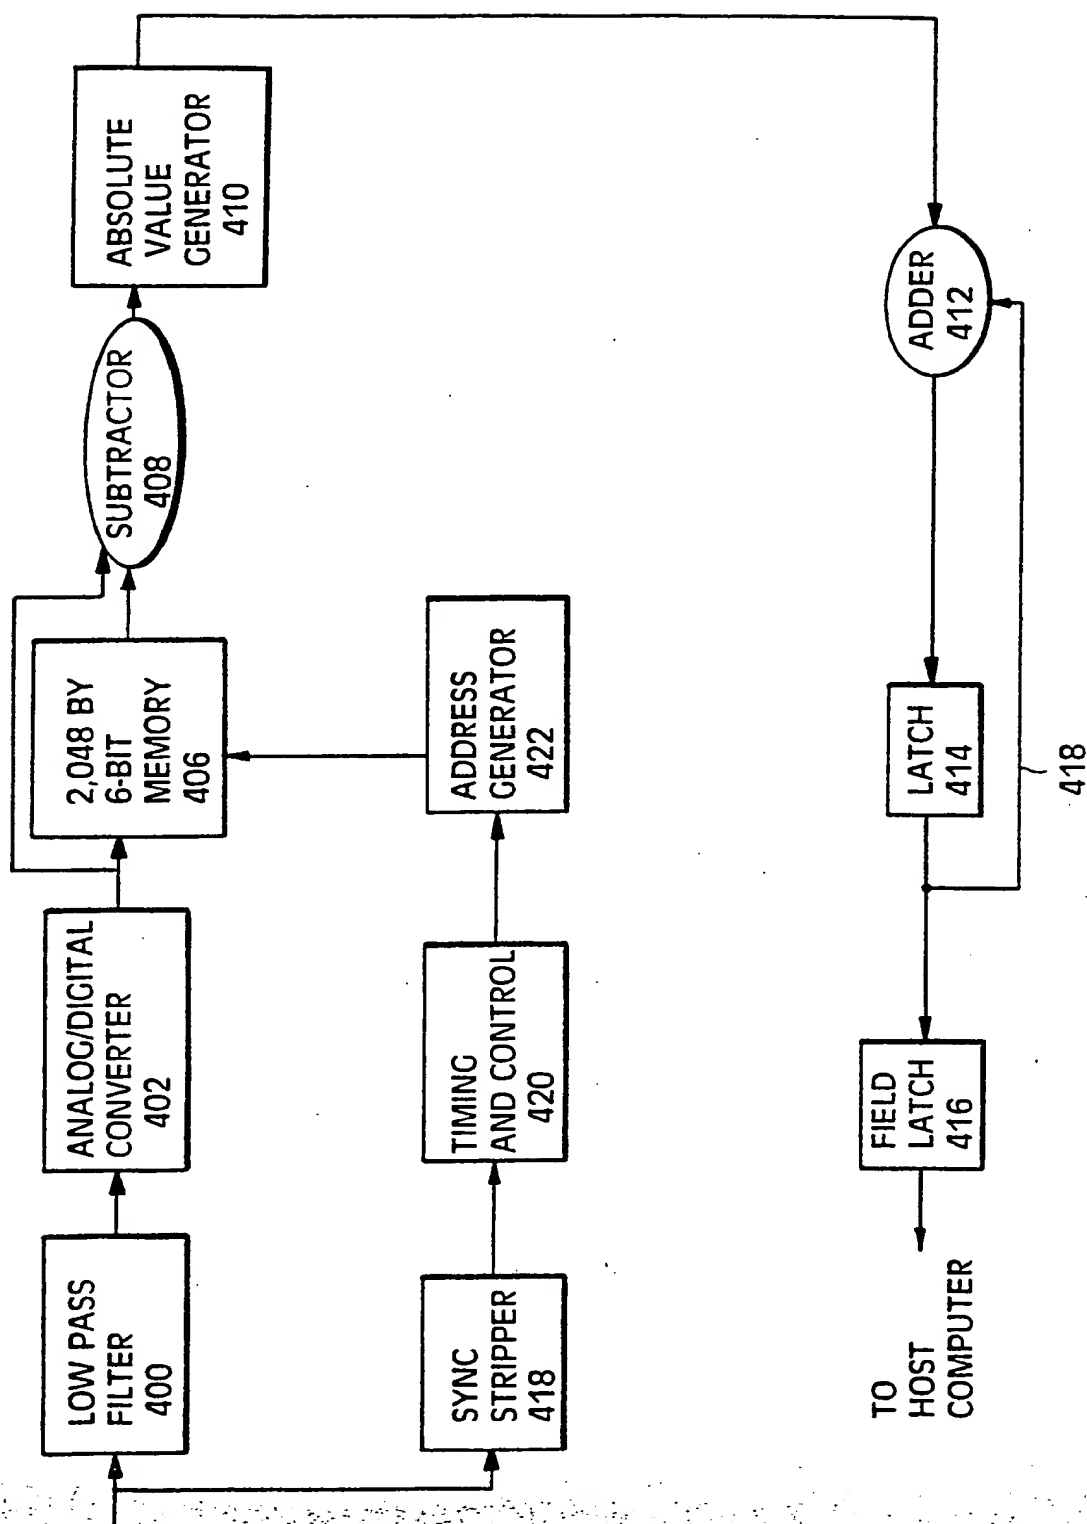 LOW PASS
FILTER
400
ANALOG/DIGITAL
CONVERTER
402
2,048 BY
6-BIT
MEMORY
406
SUBTRACTOR
408
ABSOLUTE
VALUE
GENERATOR
410
SYNC
STRIPPER
418
TIMING
AND CONTROL
420
ADDRESS
GENERATOR
422
TO
HOST
COMPUTER
FIELD
LATCH
416
LATCH
414
ADDER
412
418